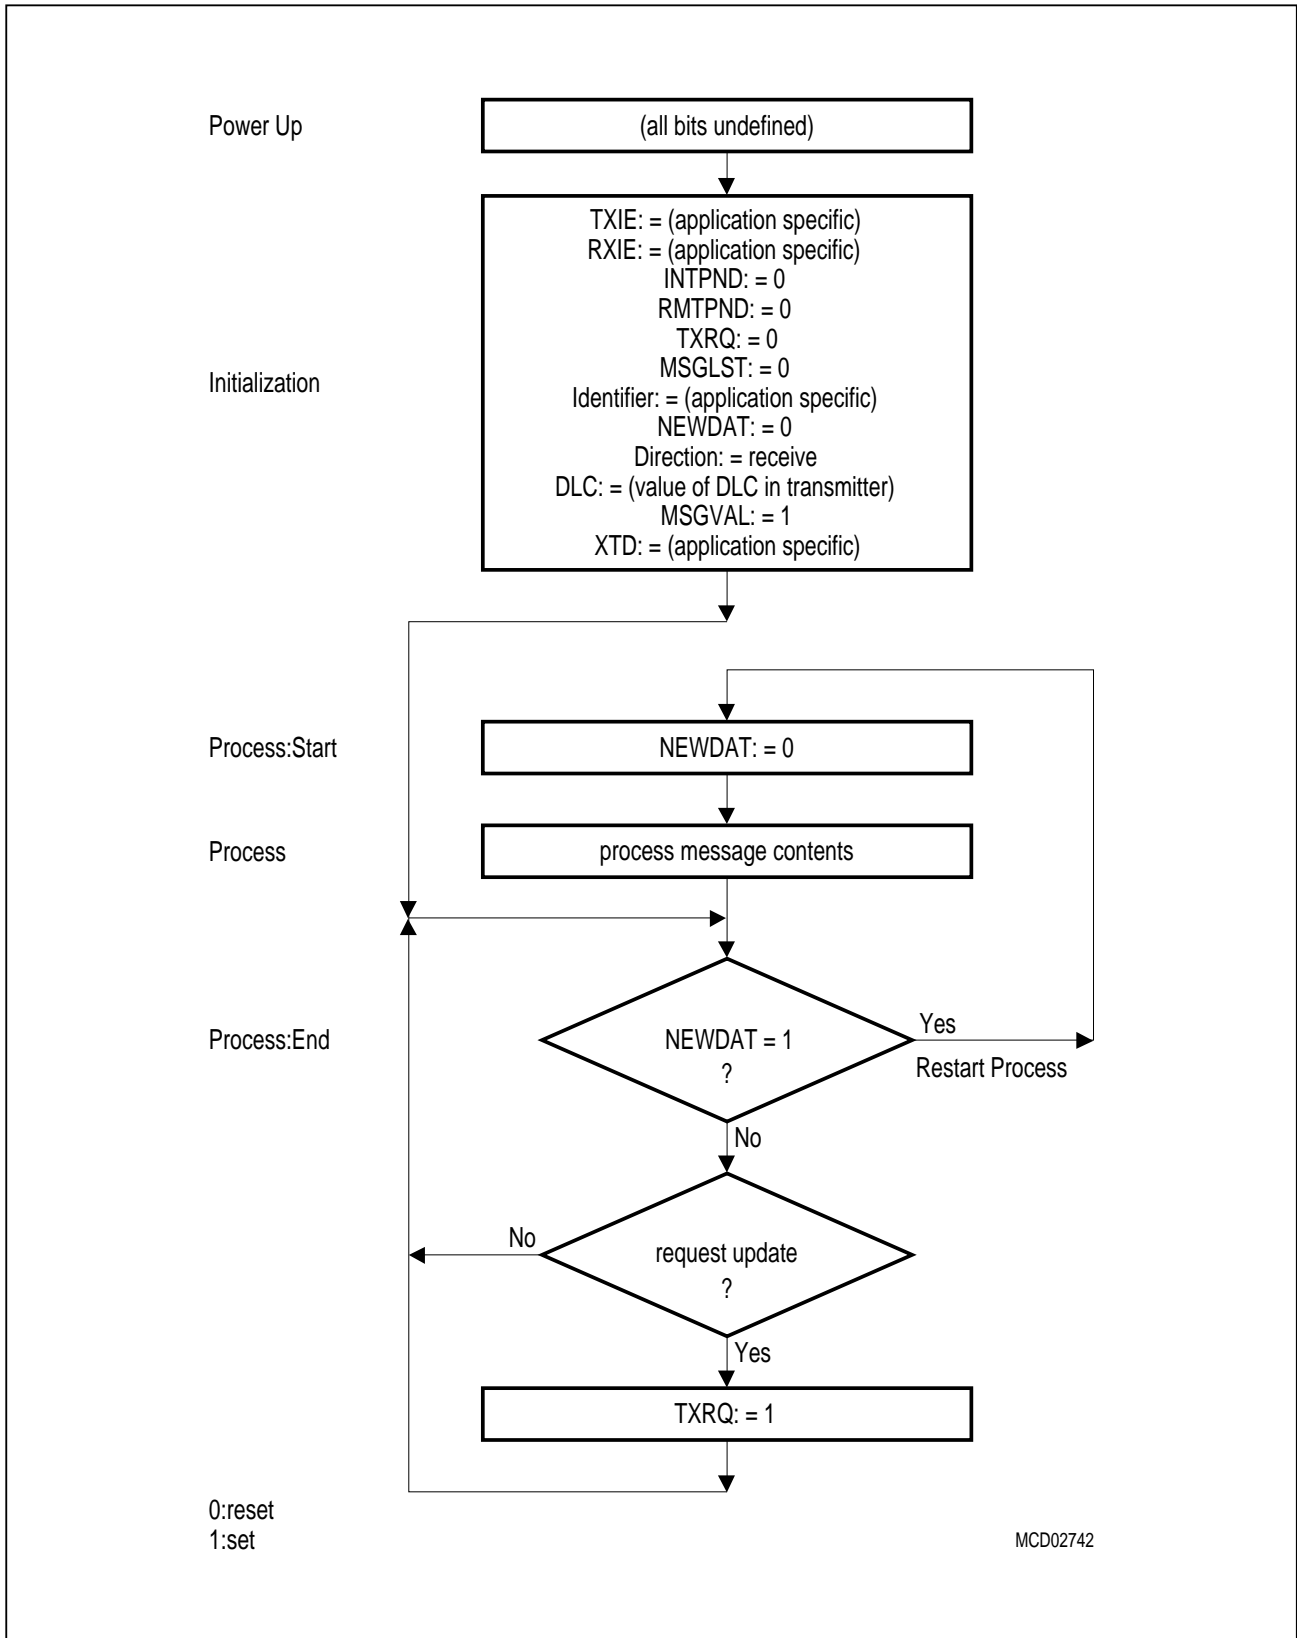 Power Up
(all bits undefined)
TXIE: = (application specific)
RXIE: = (application specific)
INTPND: = 0
RMTPND: = 0
TXRQ: = 0
MSGLST: = 0
Initialization
Identifier: = (application specific)
NEWDAT: = 0
Direction: = receive
DLC: = (value of DLC in transmitter)
MSGVAL: = 1
XTD: = (application specific)
Process:Start
NEWDAT: = 0
Process
process message contents
Process:End
NEWDAT = 1
?
Yes
Restart Process
No
No
request update
?
Yes
TXRQ: = 1
0:reset
1:set
MCD02742